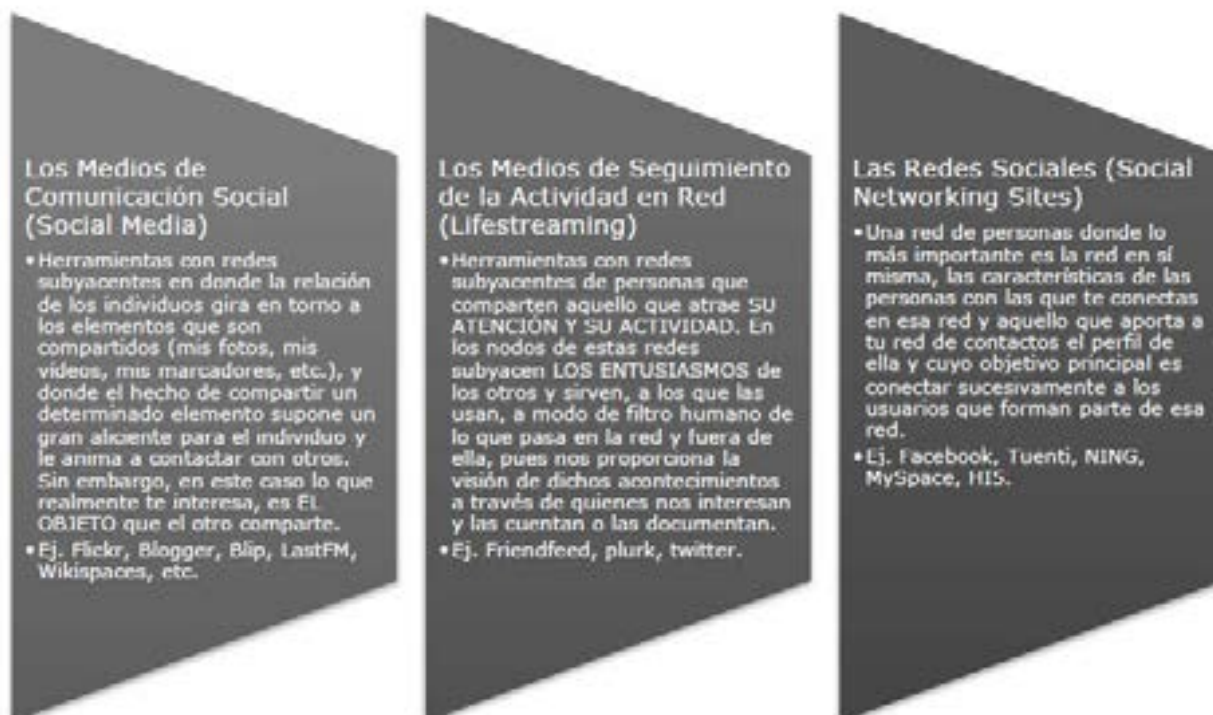 Los Medios de
Comunicación Social
(Social Media)
•Herramientas con redes
subyacentes en donde la relación
de los individuos gira en torno a
los elementos que son
compartidos (mis fotos, mis
vídeos, mis marcadores, etc.), y
donde el hecho de compartir un
determinado elemento supone un
gran aliciente para el individuo y
le anima a contactar con otros.
Sin embargo, en este caso lo que
realmente te interesa, es EL
OBJETO que el otro comparte.
•Ej. Flickr, Blogger, Blip, LastFM,
Wikispaces, etc.
Los Medios de Seguimiento
de la Actividad en Red
(Lifestreaming)
•Herramientas con redes
subyacentes de personas que
comparten aquello que atrae SU
ATENCIÓN Y SU ACTIVIDAD. En
los nodos de estas redes
subyacen LOS ENTUSIASMOS de
los otros y sirven, a los que las
usan, a modo de filtro humano de
lo que pasa en la red y fuera de
ella, pues nos proporciona la
visión de dichos acontecimientos
a través de quienes nos interesan
y las cuentan o las documentan.
•Ej. Friendfeed, plurk, twitter.
Las Redes Sociales (Social
Networking Sites)
•Una red de personas donde lo
más importante es la red en sí
misma, las características de las
personas con las que te conectas
en esa red y aquello que aporta a
tu red de contactos el perfil de
ella y cuyo objetivo principal es
conectar sucesivamente a los
usuarios que forman parte de esa
red.
•Ej. Facebook, Tuenti, NING,
MySpace, HI5.